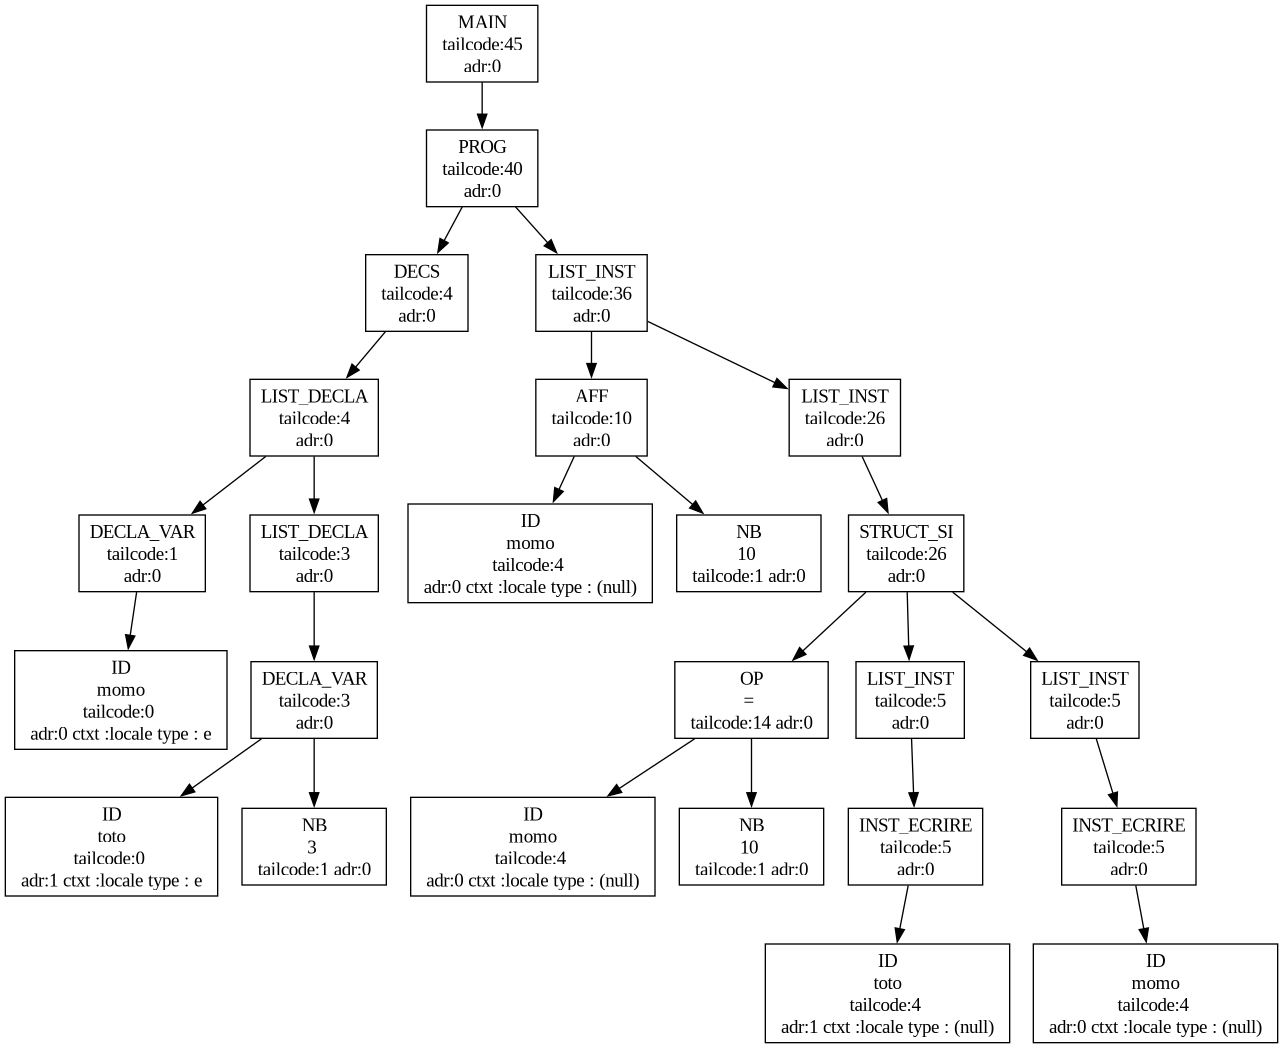 MAIN
tailcode:45
adr:0
PROG
tailcode:40
adr:0
DECS
tailcode:4
adr:0
LIST_INST
tailcode:36
adr:0
LIST_DECLA
tailcode:4
adr:0
AFF
tailcode:10
adr:0
LIST_INST
tailcode:26
adr:0
DECLA_VAR
tailcode:1
adr:0
LIST_DECLA
tailcode:3
adr:0
ID
momo
tailcode:4
adr:0 ctxt :locale type : (null)
NB
10
tailcode:1 adr:0
STRUCT_SI
tailcode:26
adr:0
ID
momo
tailcode:0
adr:0 ctxt :locale type : e
DECLA_VAR
tailcode:3
adr:0
OP
=
tailcode:14 adr:0
LIST_INST
tailcode:5
adr:0
LIST_INST
tailcode:5
adr:0
ID
toto
tailcode:0
adr:1 ctxt :locale type : e
NB
3
tailcode:1 adr:0
ID
momo
tailcode:4
adr:0 ctxt :locale type : (null)
NB
10
tailcode:1 adr:0
INST_ECRIRE
tailcode:5
adr:0
INST_ECRIRE
tailcode:5
adr:0
ID
toto
tailcode:4
adr:1 ctxt :locale type : (null)
ID
momo
tailcode:4
adr:0 ctxt :locale type : (null)